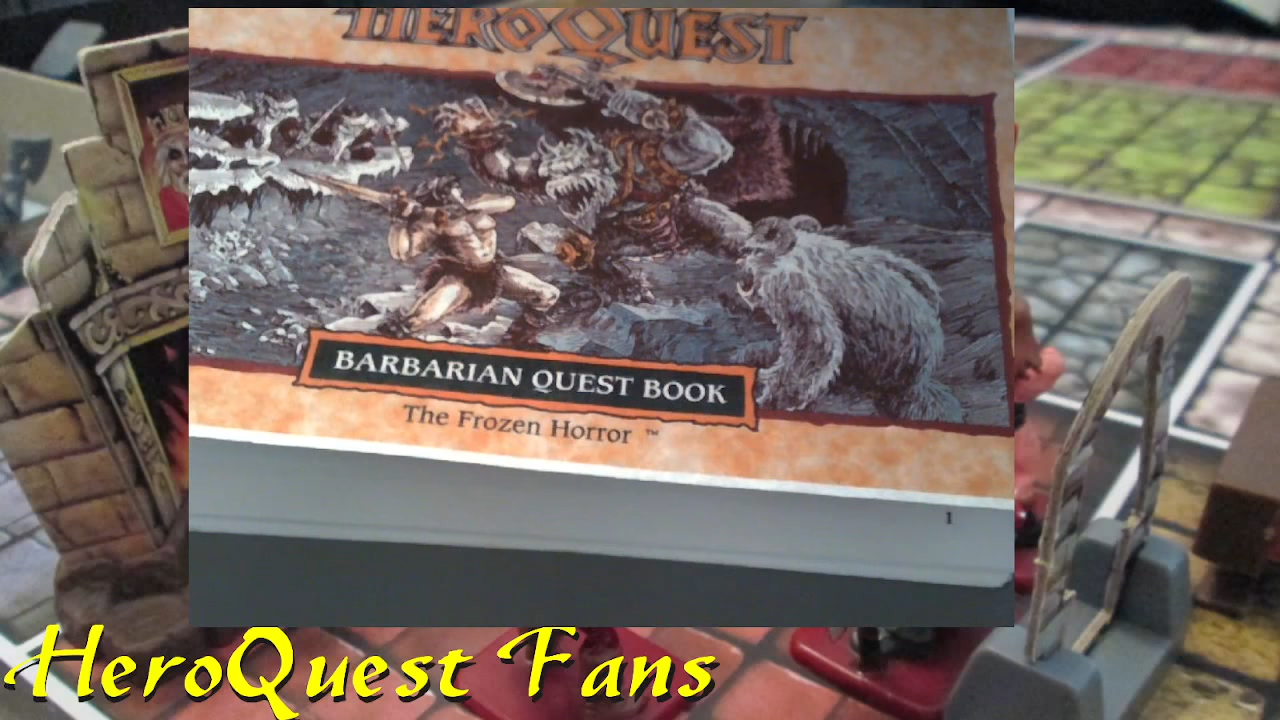 HEROQUEST
BARBARIAN QUEST BOOK
The Frozen Horror ™
1
HeroQuest Fans